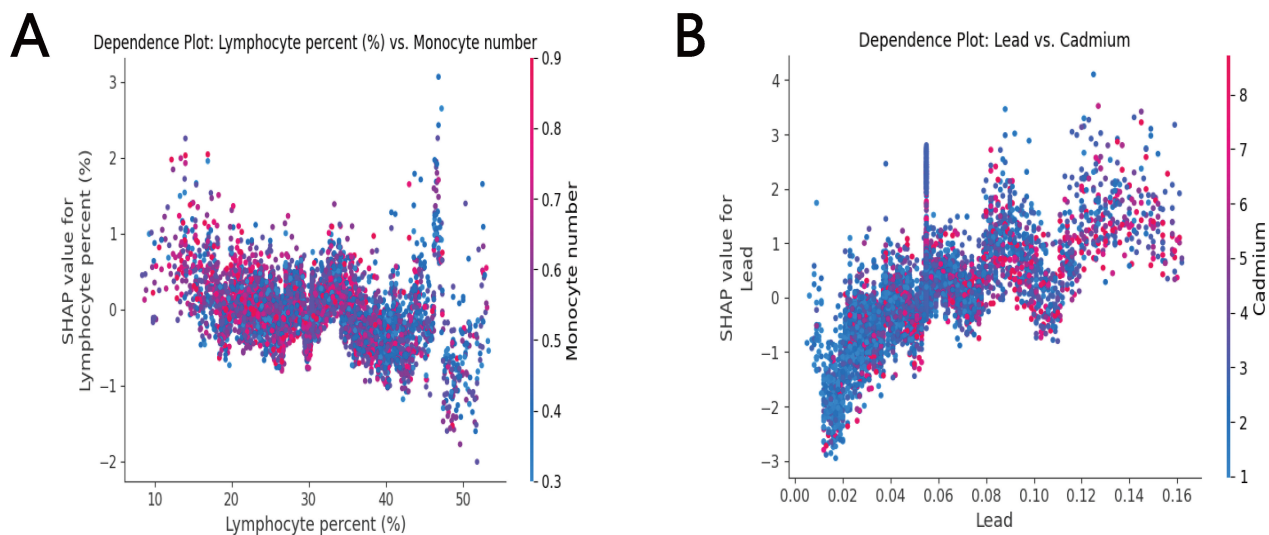 A
Dependence Plot: Lymphocyte percent (%) vs. Monocyte number
3
2
1
0
−1
−2
SHAP value for
Lymphocyte percent (%)
10 20 30 40 50
Lymphocyte percent (%)
0.9
0.8
0.7
0.6
0.5
0.4
0.3
Monocyte number
B
Dependence Plot: Lead vs. Cadmium
4
3
2
1
0
−1
−2
−3
SHAP value for
Lead
0.00 0.02 0.04 0.06 0.08 0.10 0.12 0.14 0.16
Lead
8
7
6
5
4
3
2
1
Cadmium